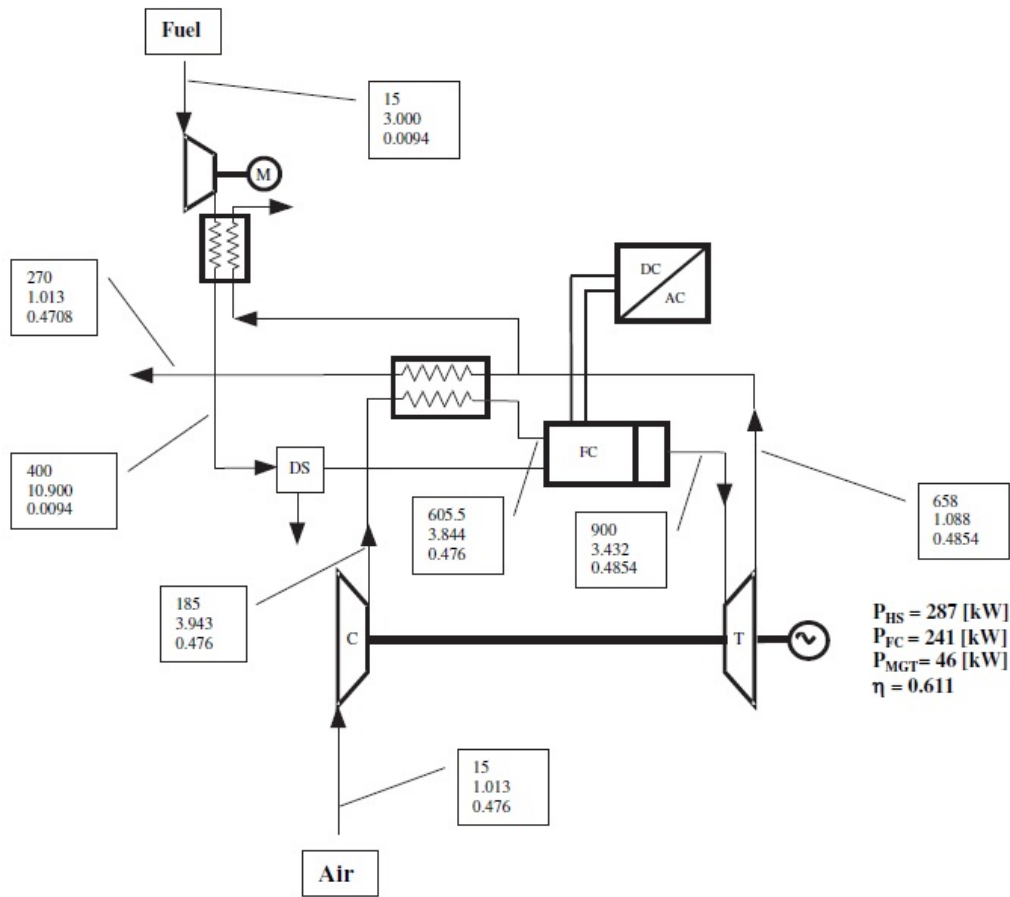 Fuel
15
3.000
0.0094
M
270
1.013
0.4708
DC
AC
400
10.900
0.0094
DS
FC
605.5
3.844
0.476
900
3.432
0.4854
658
1.088
0.4854
185
3.943
0.476
C
T
P_HS = 287 [kW]
P_FC = 241 [kW]
P_MGT= 46 [kW]
η = 0.611
15
1.013
0.476
Air